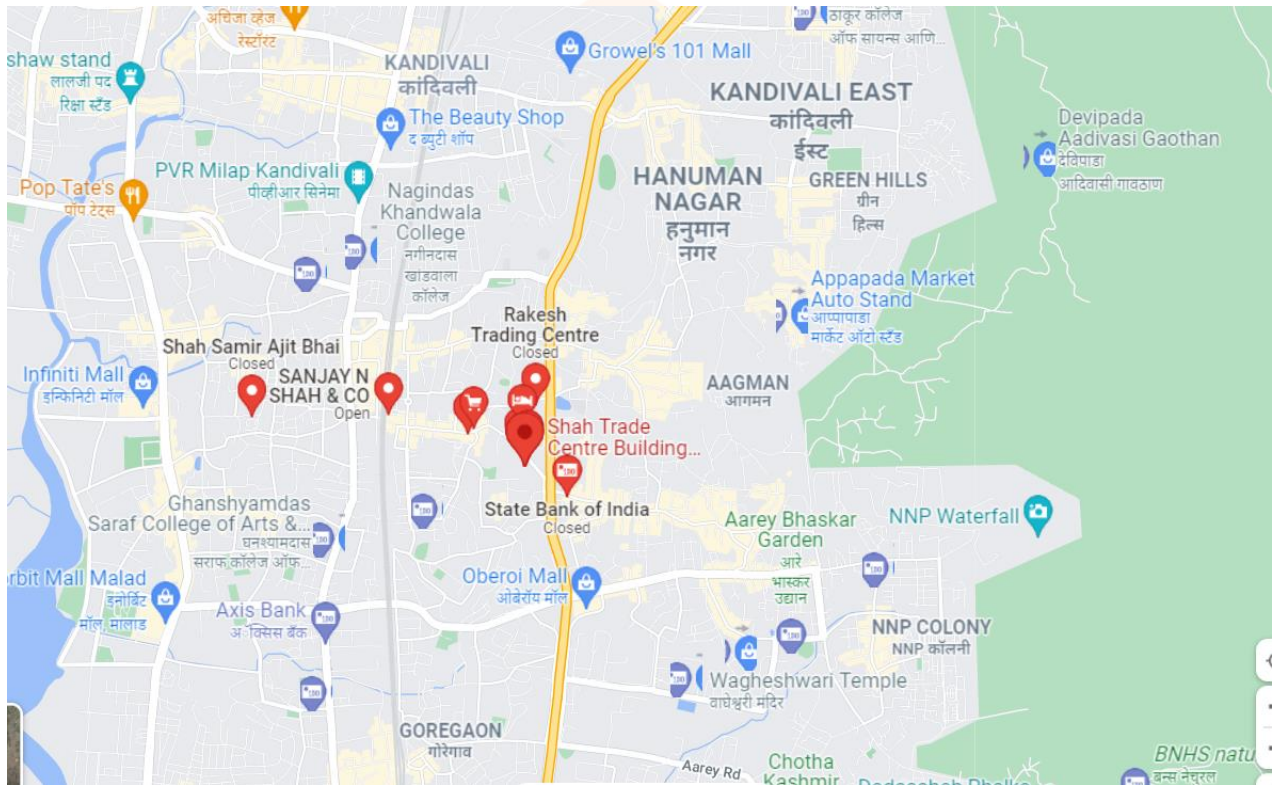 अचिजा व्हेज
रेस्टॉरंट
ठाकूर कॉलेज
ऑफ सायन्स आणि...
Growel's 101 Mall
shaw stand
लालजी पद
रिक्षा स्टँड
KANDIVALI
कांदिवली
KANDIVALI EAST
कांदिवली
ईस्ट
The Beauty Shop
द ब्युटी शॉप
Devipada
Aadivasi Gaothan
देविपाडा
आदिवासी गावठाण
PVR Milap Kandivali
पीव्हीआर सिनेमा
Pop Tate's
पॉप टेट्स
Nagindas
Khandwala
College
नगीनदास
खांडवाला
कॉलेज
HANUMAN
NAGAR
हनुमान
नगर
GREEN HILLS
ग्रीन
हिल्स
Appapada Market
Auto Stand
आप्पापाडा
मार्केट ऑटो स्टँड
Rakesh
Trading Centre
Closed
Shah Samir Ajit Bhai
Closed
Infiniti Mall
इन्फिनिटी मॉल
SANJAY N
SHAH & CO
Open
AAGMAN
आगमन
Shah Trade
Centre Building...
State Bank of India
Closed
Ghanshyamdas
Saraf College of Arts &...
घनश्यामदास
सराफ कॉलेज ऑफ...
Aarey Bhaskar
Garden
आरे
भास्कर
उद्यान
NNP Waterfall
orbit Mall Malad
इनॉर्बिट
मॉल, मालाड
Oberoi Mall
ओबेरॉय मॉल
Axis Bank
अॅक्सिस बँक
NNP COLONY
NNP कॉलनी
Wagheshwari Temple
वाघेश्वरी मंदिर
GOREGAON
गोरेगाव
Aarey Rd
Chotha
Kashmir
BNHS natu
बन्स नेचुरल